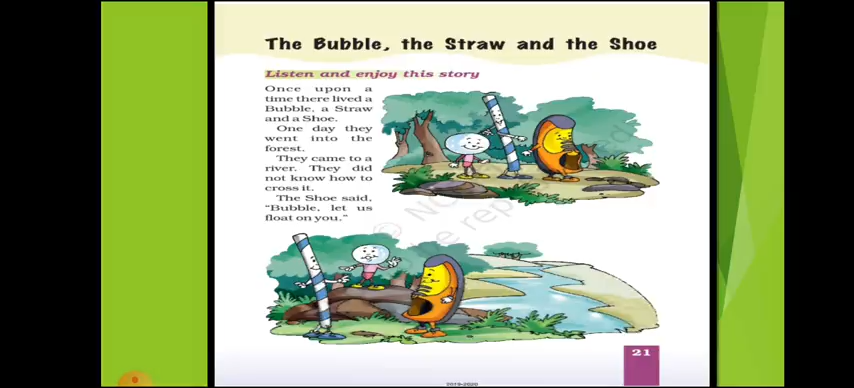 The Bubble, the Straw and the Shoe
Listen and enjoy this story
Once upon a
time there lived a
Bubble, a Straw
and a Shoe.
One day they
went into the
forest.
They came to a
river. They did
not know how to
cross it.
The Shoe said,
"Bubble, let us
float on you."
21
2019-2020